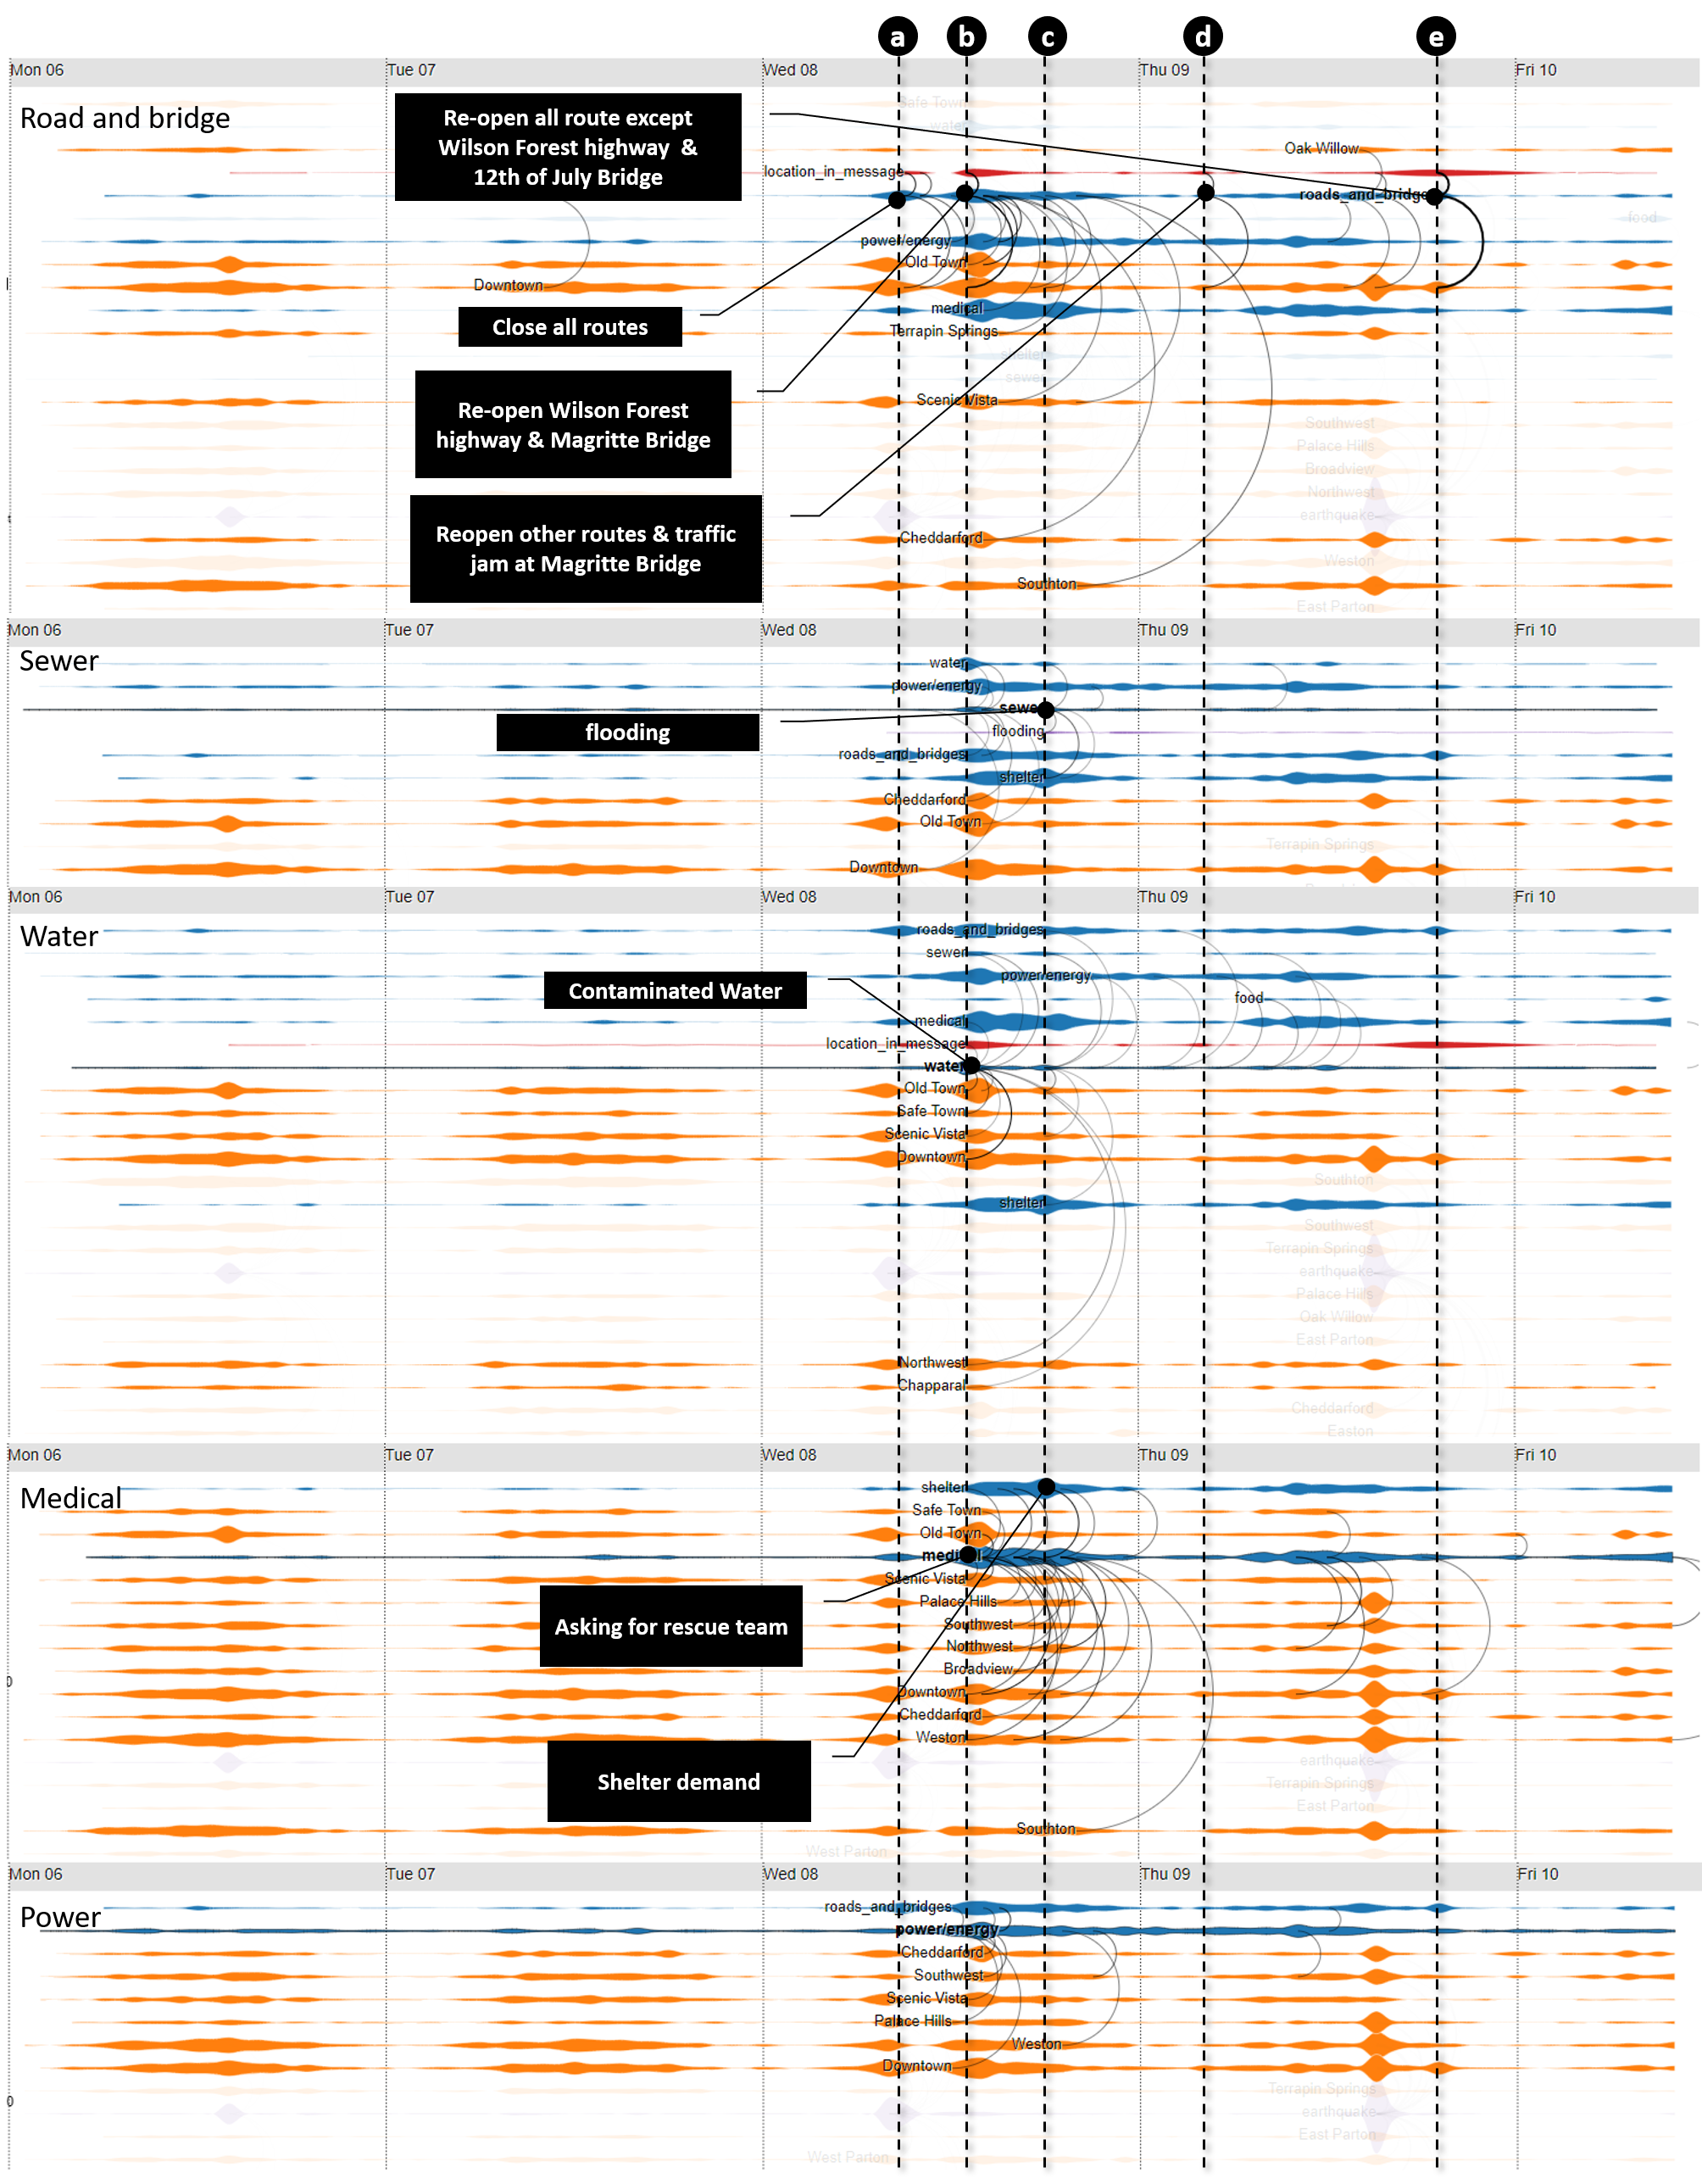 a b c d e
Mon 06 Tue 07 Wed 08 Thu 09 Fri 10
Road and bridge
Re-open all route except
Wilson Forest highway &
12th of July Bridge
Safe Town
water
Oak Willow
location_in_message
roads_and_bridge
food
power/energy
Old Town
Downtown
medical
Close all routes
Terrapin Springs
shelter
sewer
Re-open Wilson Forest
highway & Magritte Bridge
Scenic Vista
Southwest
Palace Hills
Broadview
Northwest
Reopen other routes & traffic
jam at Magritte Bridge
earthquake
Cheddarford
Weston
Southton
East Parton
Mon 06 Tue 07 Wed 08 Thu 09 Fri 10
Sewer
water
power/energy
sewe
flooding
flooding
roads_and_bridges
shelter
Cheddarford
Old Town
Terrapin Springs
Downtown
Mon 06 Tue 07 Wed 08 Thu 09 Fri 10
Water
roads_and_bridges
sewer
power/energy
Contaminated Water
food
medical
location_in_message
water
Old Town
Safe Town
Scenic Vista
Downtown
Southton
shelter
Southwest
Terrapin Springs
earthquake
Palace Hills
Oak Willow
East Parton
Northwest
Chapparal
Cheddarford
Easton
Mon 06 Tue 07 Wed 08 Thu 09 Fri 10
Medical
shelter
Safe Town
Old Town
medical
Scenic Vista
Asking for rescue team
Palace Hills
Southwest
Northwest
Broadview
Downtown
Cheddarford
Weston
Shelter demand
earthquake
Terrapin Springs
East Parton
Southton
West Parton
Mon 06 Tue 07 Wed 08 Thu 09 Fri 10
Power
roads_and_bridges
power/energy
Cheddarford
Southwest
Scenic Vista
Palace Hills
Weston
Downtown
Terrapin Springs
earthquake
East Parton
West Parton